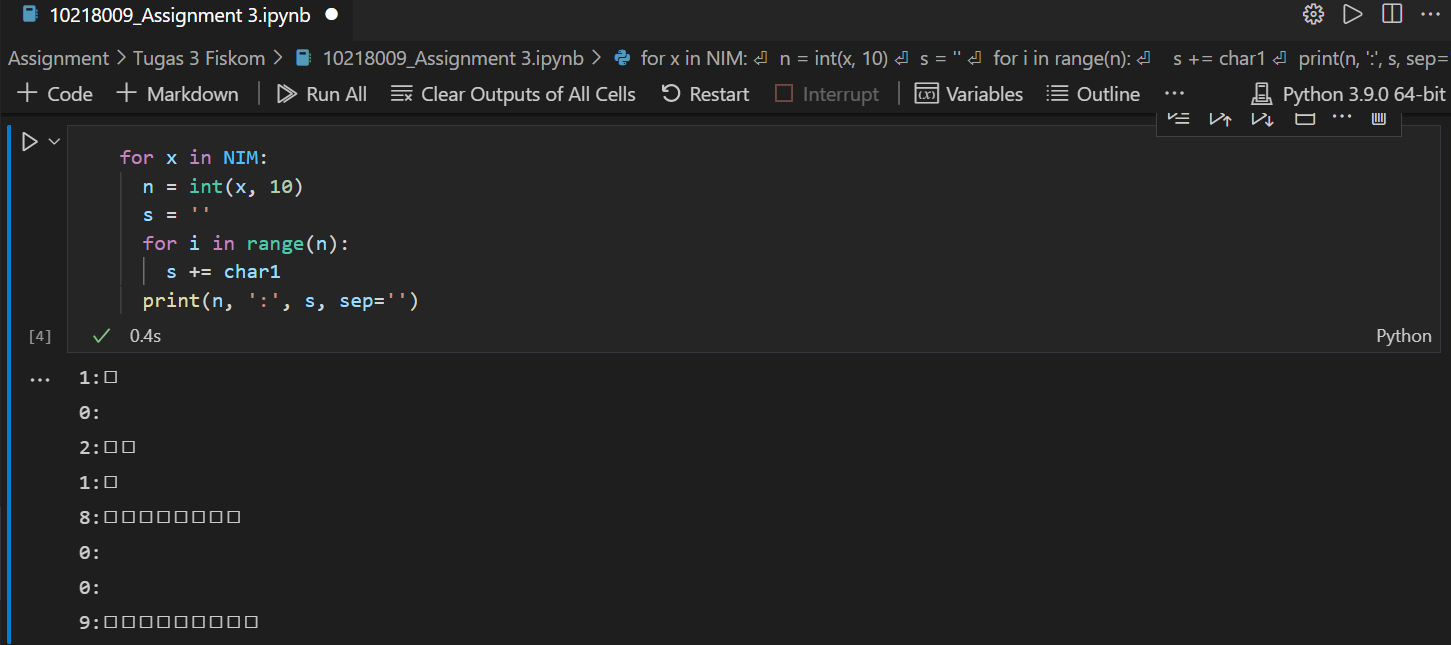 10218009_Assignment 3.ipynb
Assignment > Tugas 3 Fiskom > 10218009_Assignment 3.ipynb > for x in NIM: ⏎ n = int(x, 10) ⏎ s = '' ⏎ for i in range(n): ⏎ s += char1 ⏎ print(n, ':', s, sep=
+ Code + Markdown | Run All Clear Outputs of All Cells Restart Interrupt | Variables Outline ... Python 3.9.0 64-bit
for x in NIM:
n = int(x, 10)
s = ''
for i in range(n):
s += char1
print(n, ':', s, sep='')
[4] ✓ 0.4s Python
... 1:□
0:
2:□□
1:□
8:□□□□□□□□
0:
0:
9:□□□□□□□□□